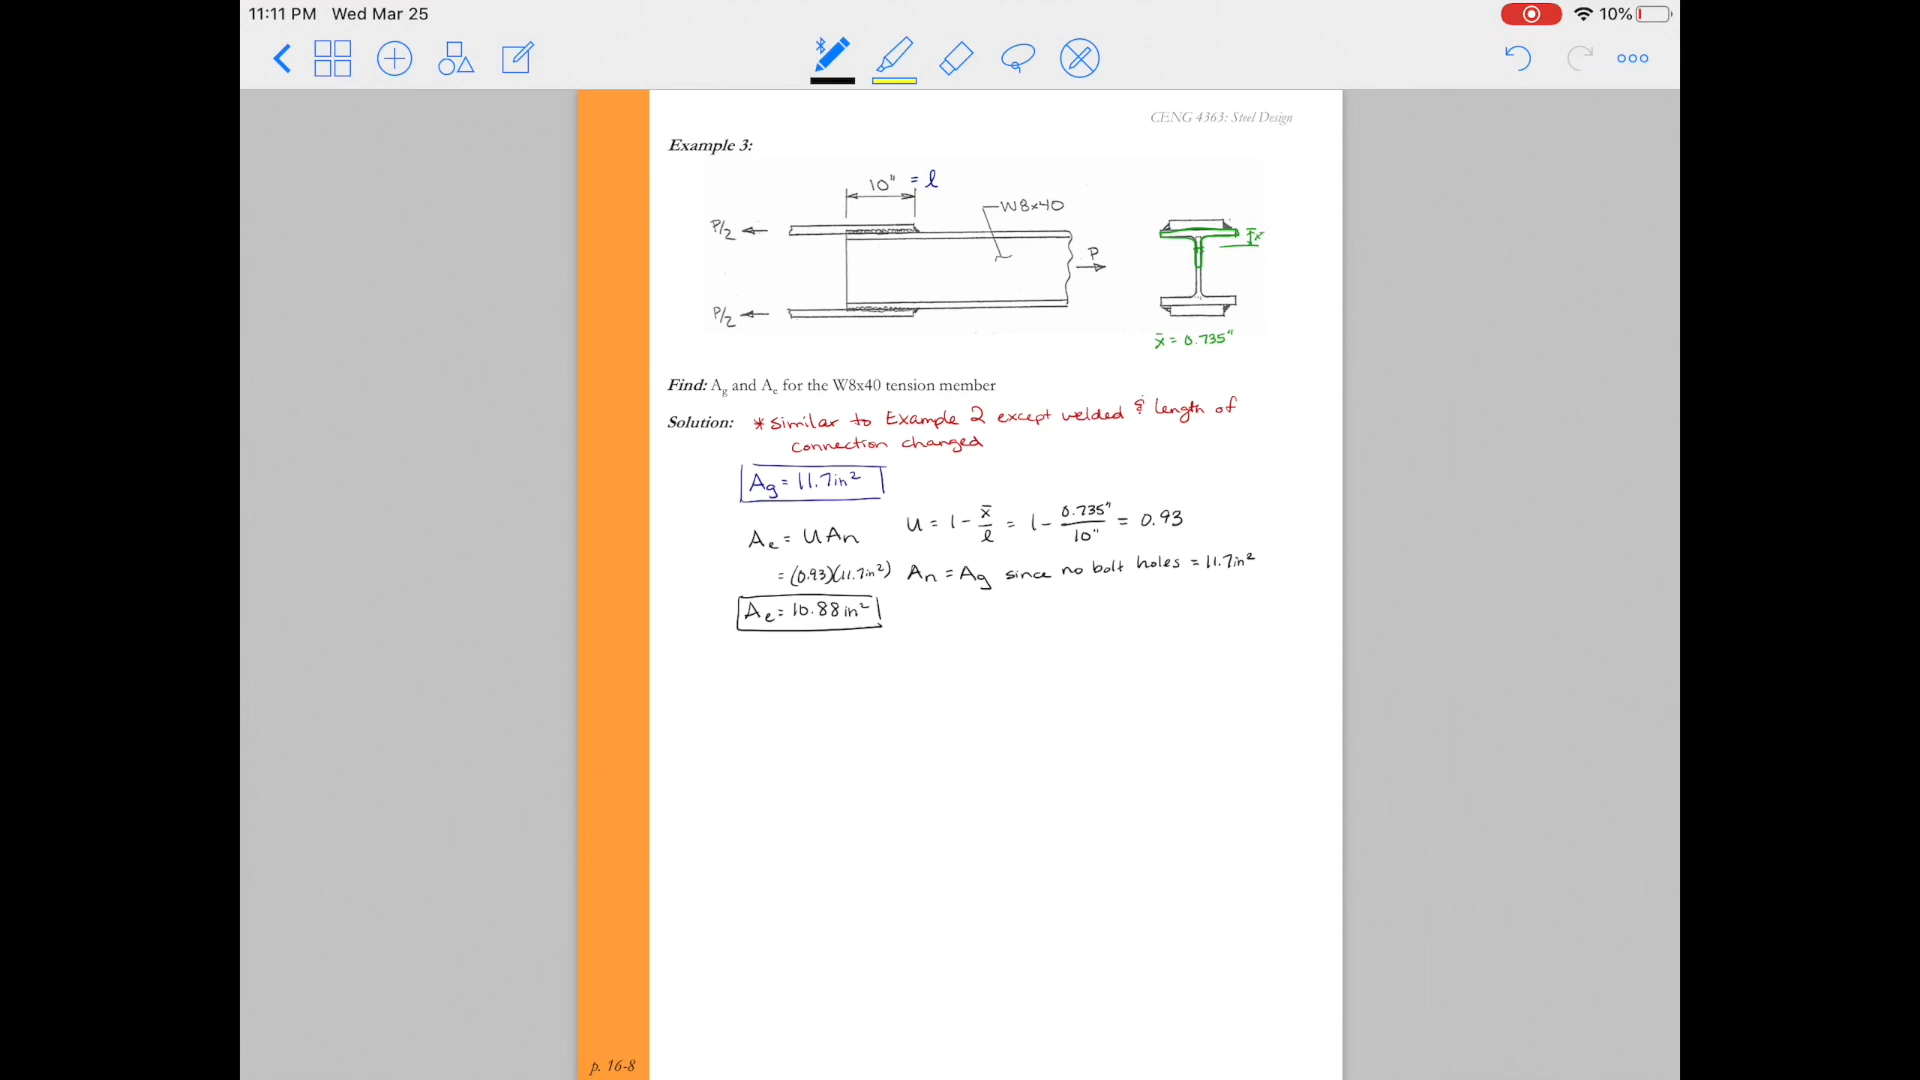 11:11 PM Wed Mar 25
10%
CENG 4363: Steel Design
Example 3:
10" = l
W8x40
P/2
x̄
P
P/2
x̄ = 0.735"
Find: Ag and Ae for the W8x40 tension member
Solution: * Similar to Example 2 except welded & length of
connection changed
Ag = 11.7in²
U = 1 - x̄/l = 1 - 0.735"/10" = 0.93
Ae = UAn
= (0.93)(11.7in²) An = Ag since no bolt holes = 11.7in²
Ae = 10.88in²
p. 16-8